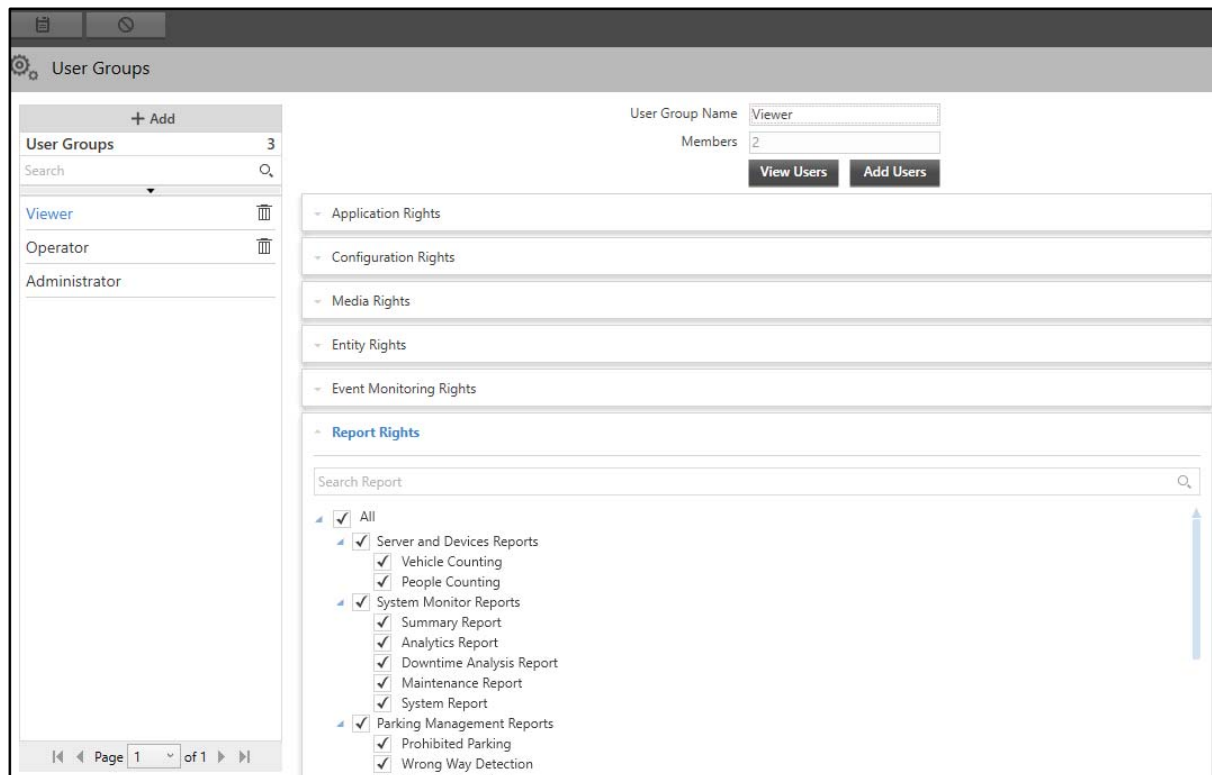 User Groups
+ Add
User Groups 3
Search
Viewer
Operator
Administrator
Page 1 of 1
User Group Name Viewer
Members 2
View Users Add Users
Application Rights
Configuration Rights
Media Rights
Entity Rights
Event Monitoring Rights
Report Rights
Search Report
All
Server and Devices Reports
Vehicle Counting
People Counting
System Monitor Reports
Summary Report
Analytics Report
Downtime Analysis Report
Maintenance Report
System Report
Parking Management Reports
Prohibited Parking
Wrong Way Detection